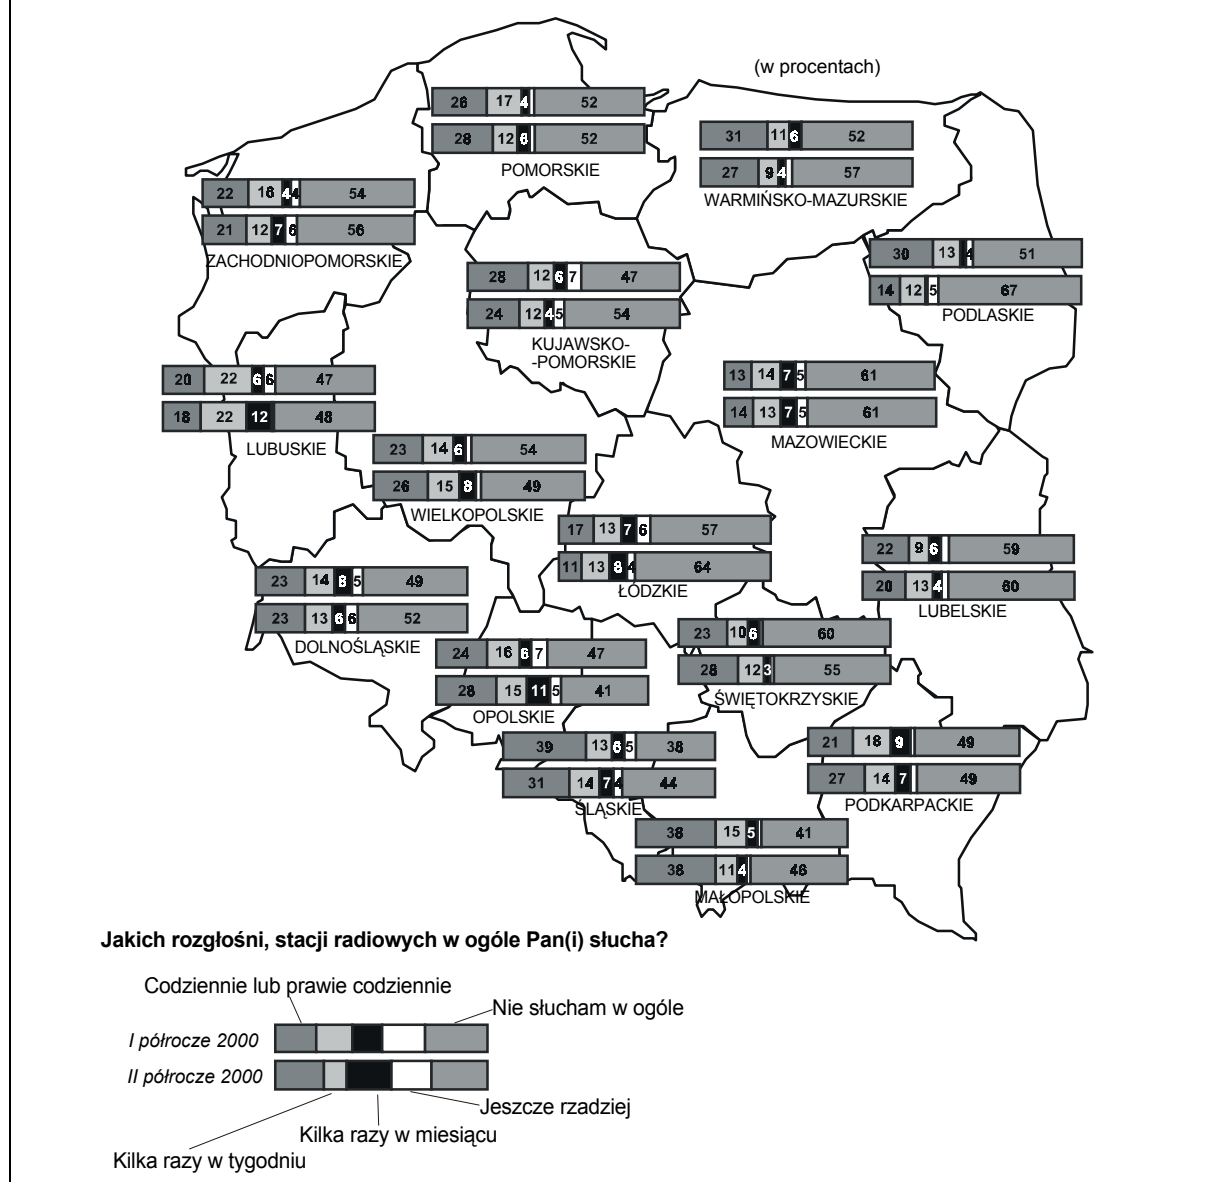 (w procentach)
26 17 4 52
28 12 6 52
POMORSKIE
31 11 6 52
27 9 4 57
WARMIŃSKO-MAZURSKIE
22 16 4 4 54
21 12 7 6 56
ZACHODNIOPOMORSKIE
30 13 4 51
14 12 5 67
PODLASKIE
28 12 6 7 47
24 12 4 5 54
KUJAWSKO-
-POMORSKIE
20 22 6 6 47
18 22 12 48
LUBUSKIE
13 14 7 5 61
14 13 7 5 61
MAZOWIECKIE
23 14 6 54
26 15 8 49
WIELKOPOLSKIE
17 13 7 6 57
11 13 8 4 64
ŁÓDZKIE
22 9 6 59
20 13 4 60
LUBELSKIE
23 14 8 5 49
23 13 6 6 52
DOLNOŚLĄSKIE
24 16 6 7 47
28 15 11 5 41
OPOLSKIE
23 10 6 60
28 12 3 55
ŚWIĘTOKRZYSKIE
39 13 6 5 38
31 14 7 4 44
ŚLĄSKIE
21 18 9 49
27 14 7 49
PODKARPACKIE
38 15 5 41
38 11 4 46
MAŁOPOLSKIE
Jakich rozgłośni, stacji radiowych w ogóle Pan(i) słucha?
Codziennie lub prawie codziennie
Nie słucham w ogóle
I półrocze 2000
II półrocze 2000
Jeszcze rzadziej
Kilka razy w miesiącu
Kilka razy w tygodniu